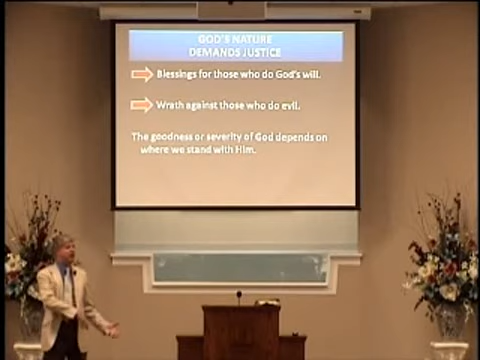 GOD'S NATURE
DEMANDS JUSTICE
Blessings for those who do God's will.
Wrath against those who do evil.
The goodness or severity of God depends on
where we stand with Him.